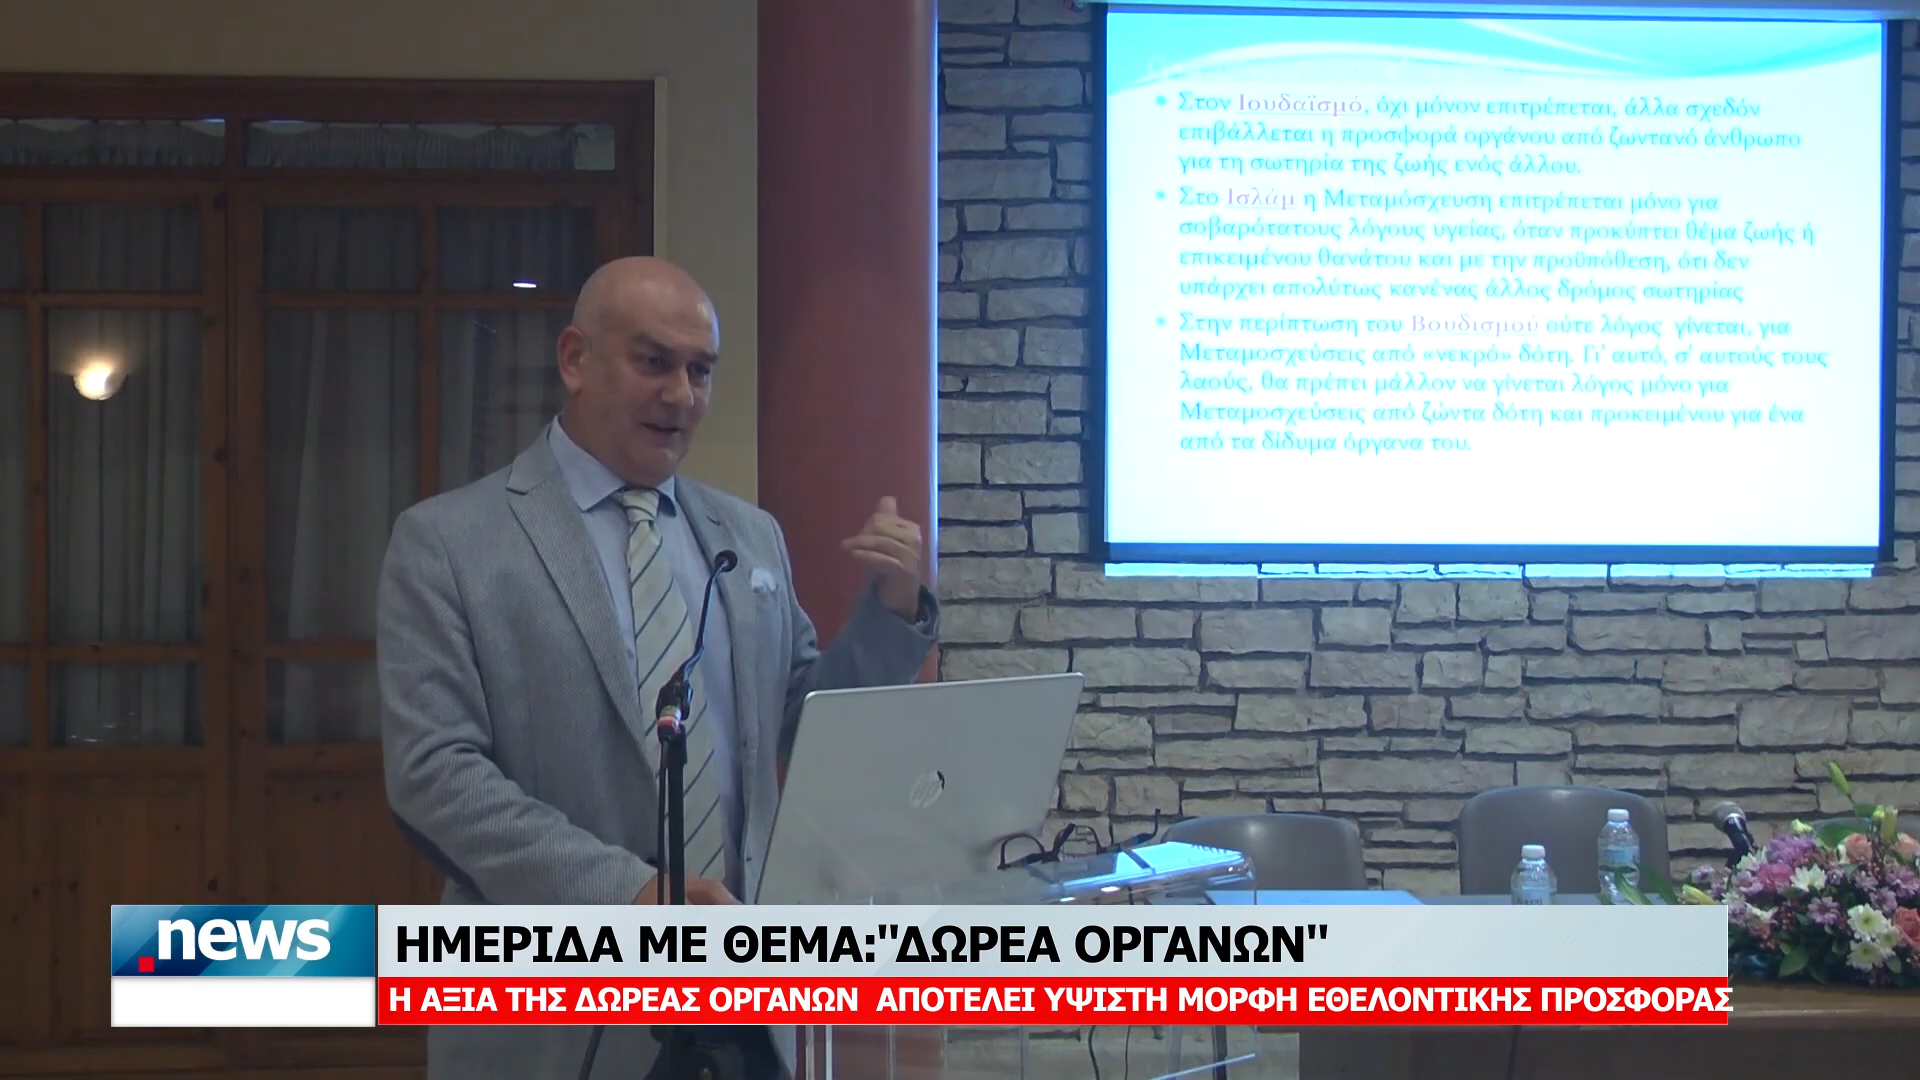 • Στον Ιουδαϊσμό, όχι μόνον επιτρέπεται, άλλα σχεδόν
επιβάλλεται η προσφορά οργάνου από ζωντανό άνθρωπο
για τη σωτηρία της ζωής ενός άλλου.
• Στο Ισλάμ η Μεταμόσχευση επιτρέπεται μόνο για
σοβαρότατους λόγους υγείας, όταν προκύπτει θέμα ζωής ή
επικειμένου θανάτου και με την προϋπόθεση, ότι δεν
υπάρχει απολύτως κανένας άλλος δρόμος σωτηρίας
• Στην περίπτωση του Βουδισμού ούτε λόγος γίνεται, για
Μεταμοσχεύσεις από «νεκρό» δότη. Γι' αυτό, σ' αυτούς τους
λαούς, θα πρέπει μάλλον να γίνεται λόγος μόνο για
Μεταμοσχεύσεις από ζώντα δότη και προκειμένου για ένα
από τα δίδυμα όργανα του.
hp
.news
ΗΜΕΡΙΔΑ ΜΕ ΘΕΜΑ:"ΔΩΡΕΑ ΟΡΓΑΝΩΝ"
Η ΑΞΙΑ ΤΗΣ ΔΩΡΕΑΣ ΟΡΓΑΝΩΝ ΑΠΟΤΕΛΕΙ ΥΨΙΣΤΗ ΜΟΡΦΗ ΕΘΕΛΟΝΤΙΚΗΣ ΠΡΟΣΦΟΡΑΣ